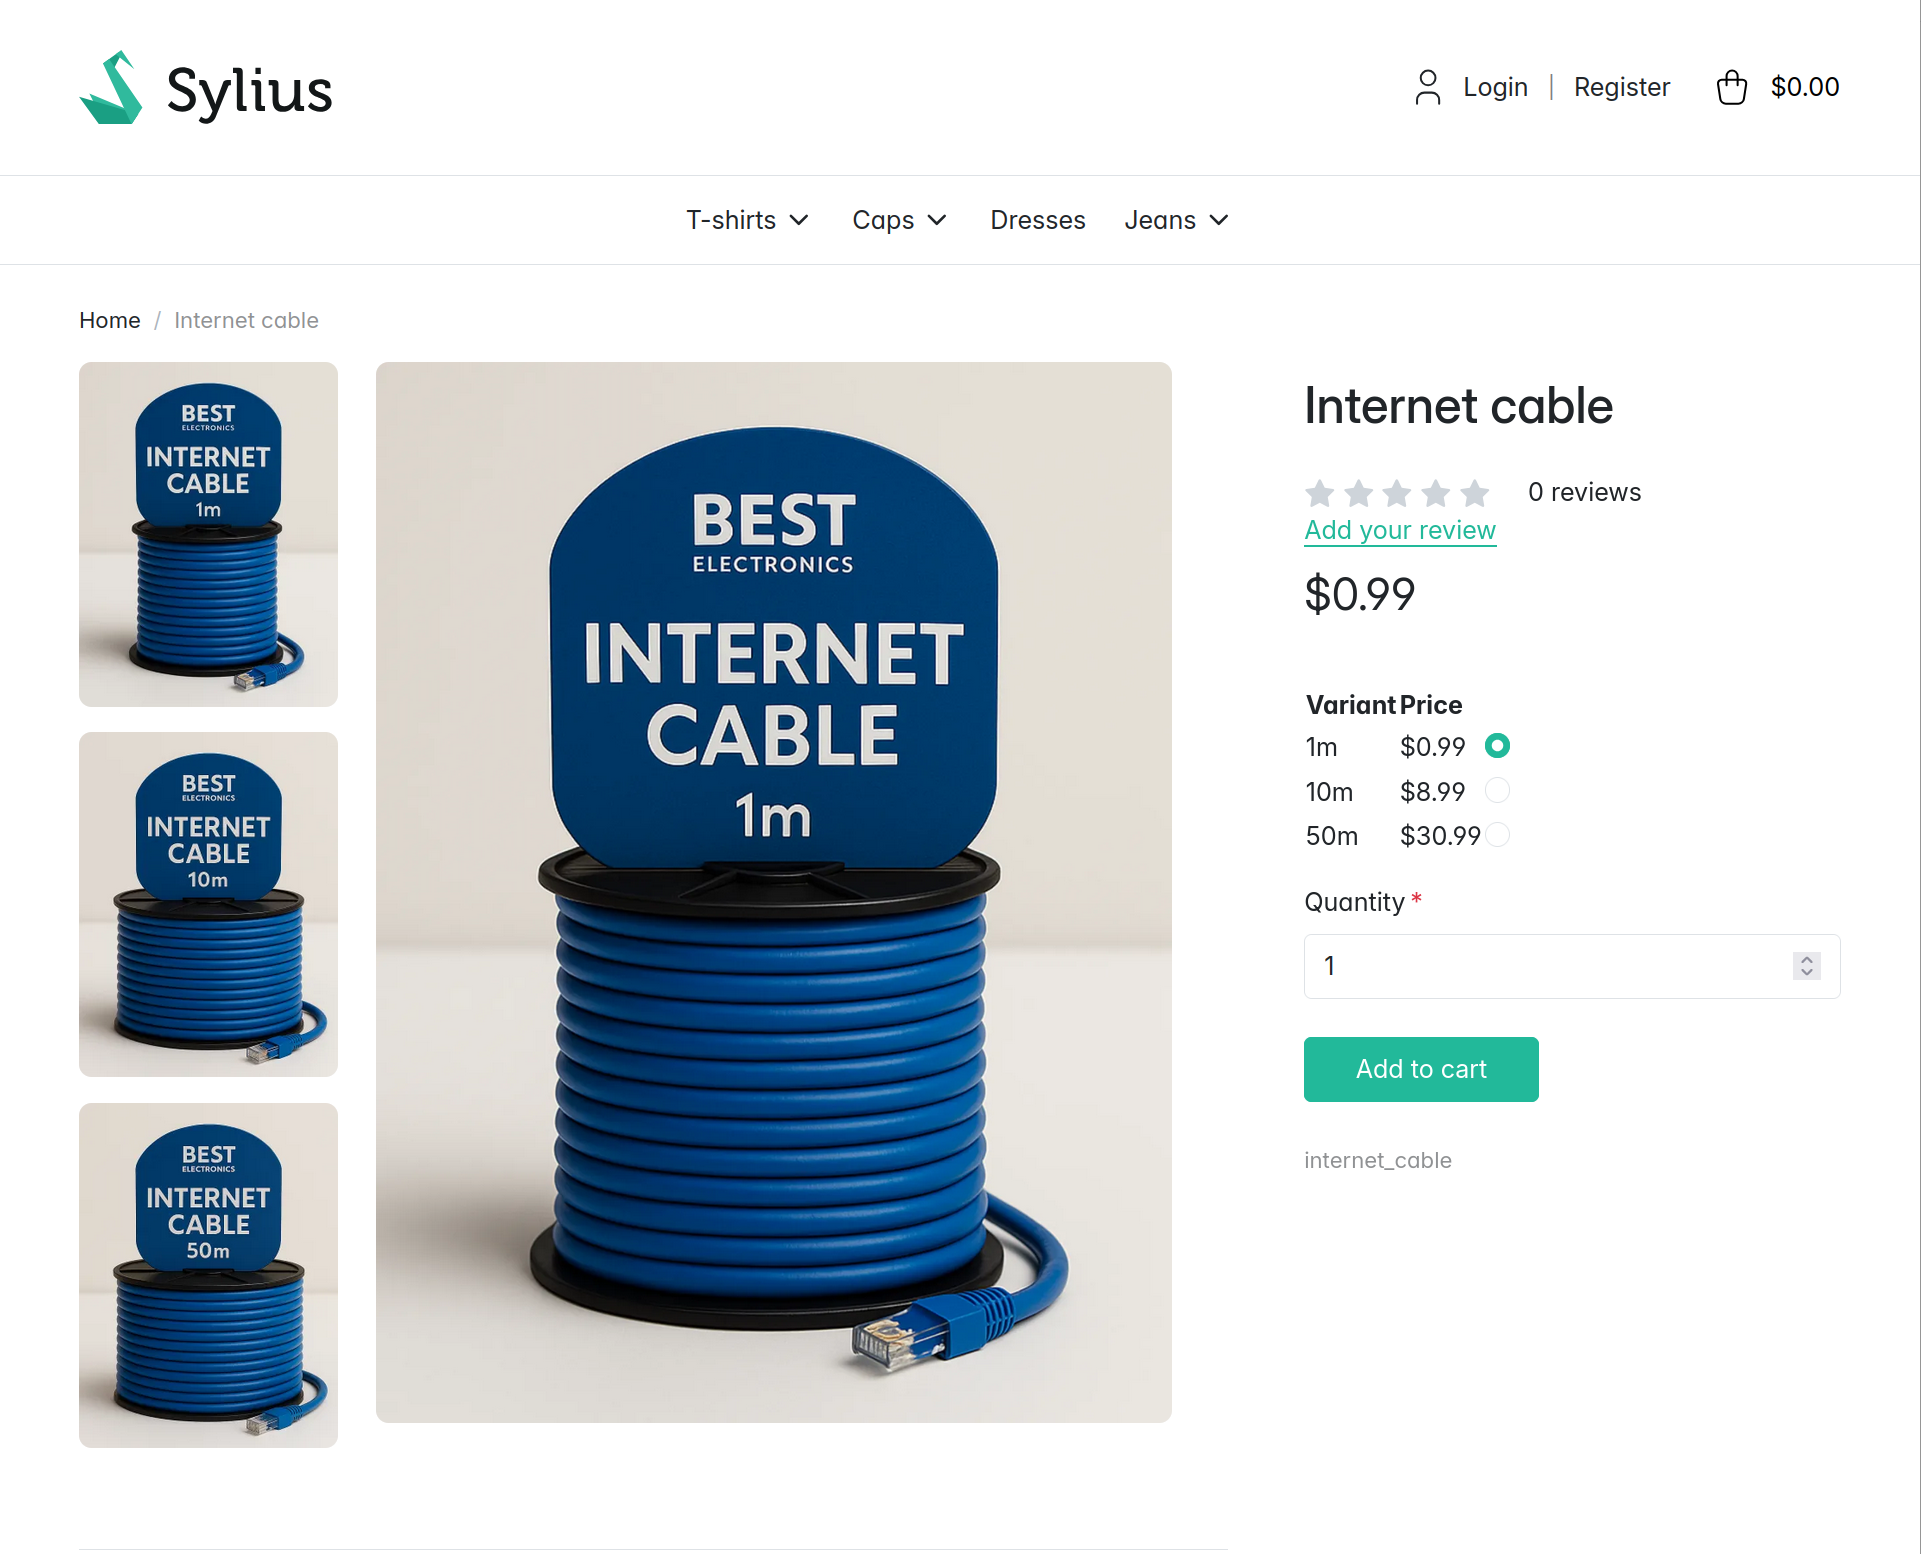 Sylius
Login | Register $0.00
T-shirts Caps Dresses Jeans
Home / Internet cable
BEST
ELECTRONICS
INTERNET
CABLE
1m
BEST
ELECTRONICS
INTERNET
CABLE
10m
BEST
ELECTRONICS
INTERNET
CABLE
50m
BEST
ELECTRONICS
INTERNET
CABLE
1m
Internet cable
0 reviews
Add your review
$0.99
Variant Price
1m $0.99
10m $8.99
50m $30.99
Quantity *
1
Add to cart
internet_cable